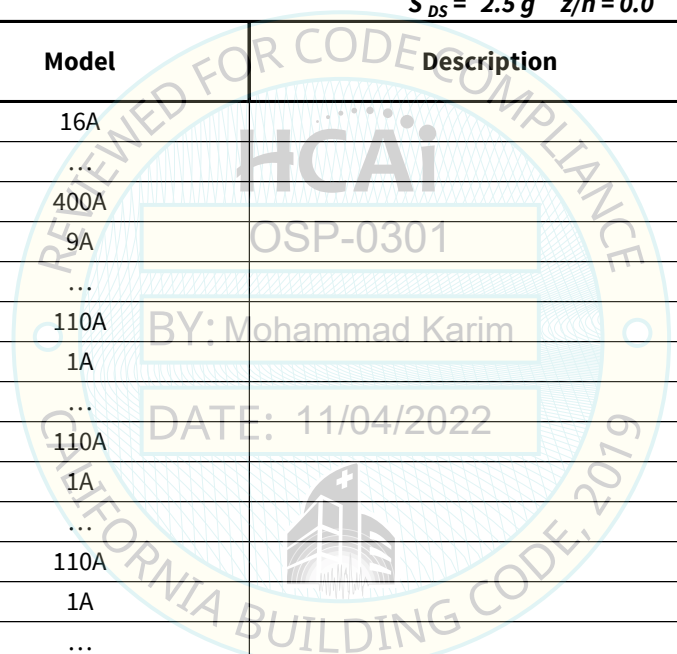 S DS = 2.5 g z/h = 0.0
Model Description
16A
...
400A
9A
...
110A
1A
...
110A
1A
...
110A
1A
...
REVIEWED FOR CODE COMPLIANCE
HCAi
OSP-0301
BY: Mohammad Karim
DATE: 11/04/2022
CALIFORNIA BUILDING CODE, 2019